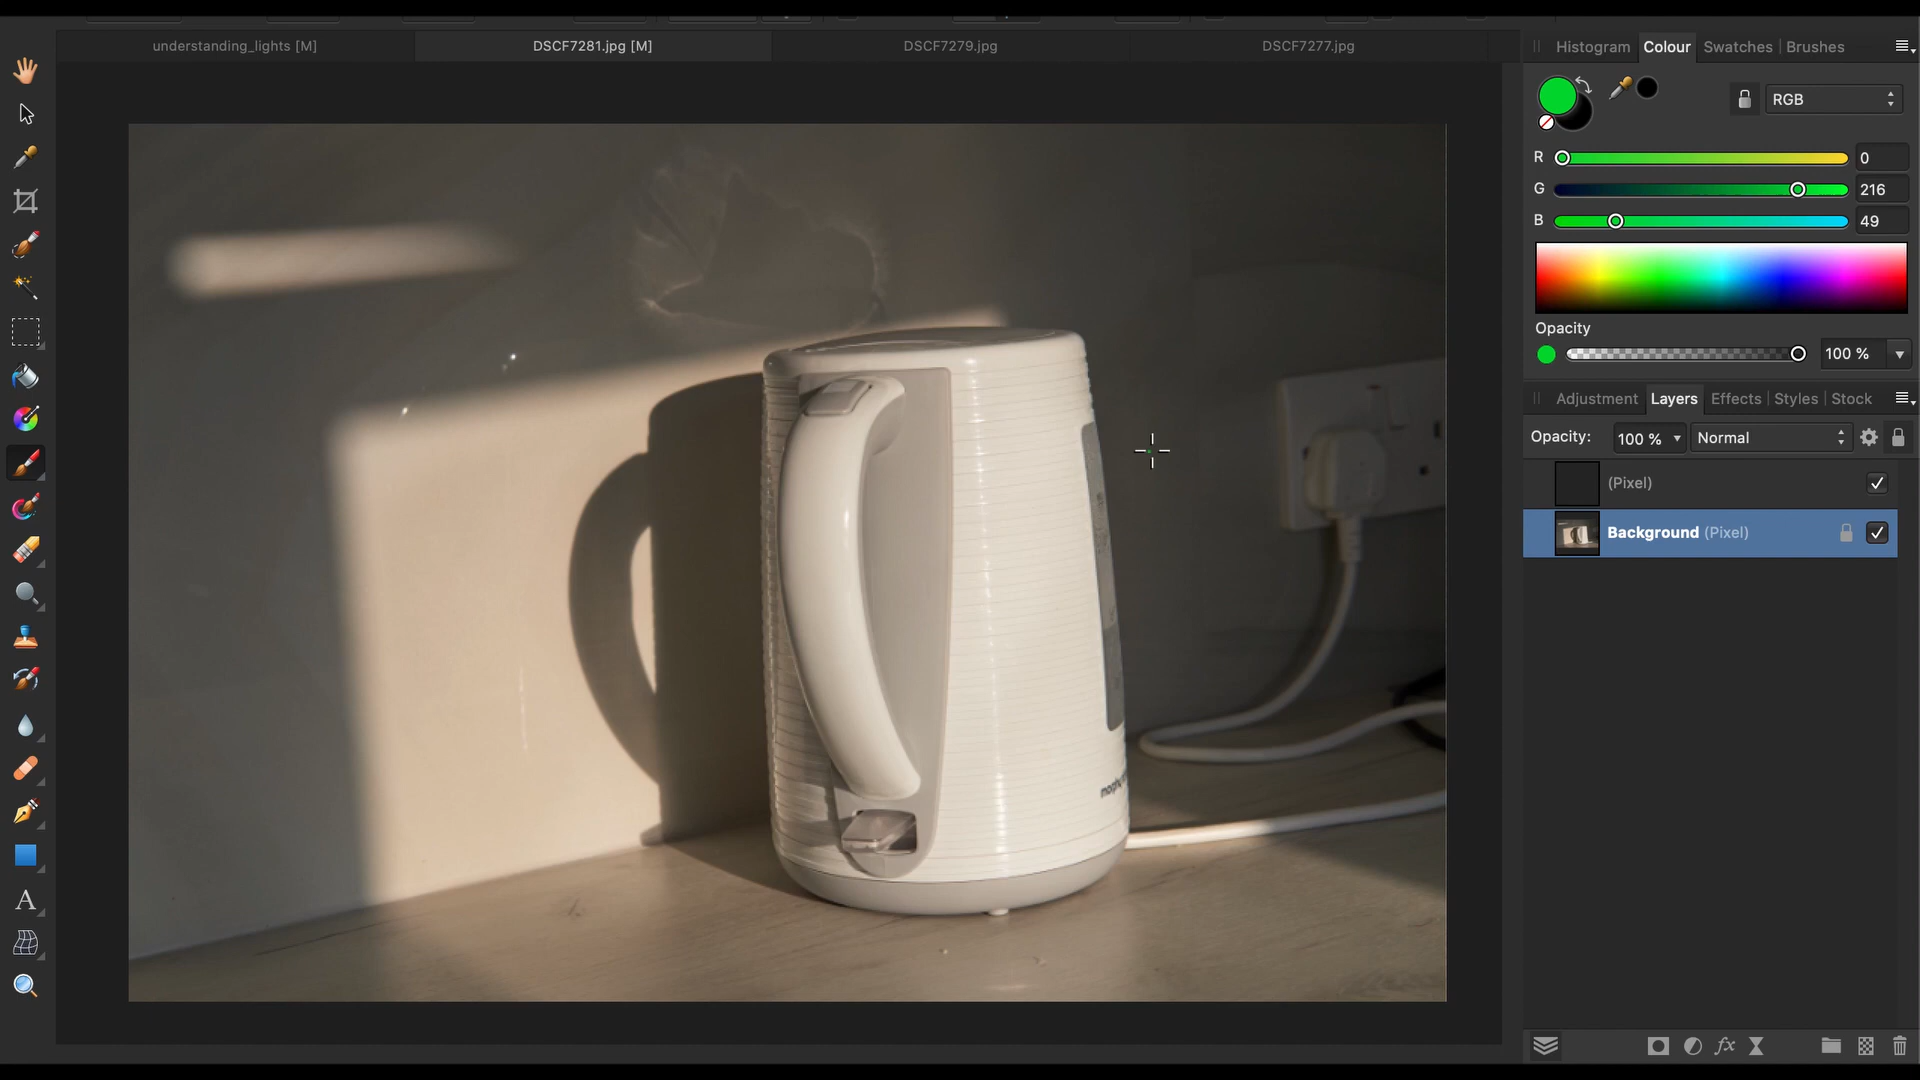 understanding_lights [M]
DSCF7281.jpg [M]
DSCF7279.jpg
DSCF7277.jpg
Histogram
Colour
Swatches
Brushes
RGB
R
0
G
216
B
49
Opacity
100 %
Adjustment
Layers
Effects
Styles
Stock
Opacity:
100 %
Normal
(Pixel)
Background (Pixel)
A
fx